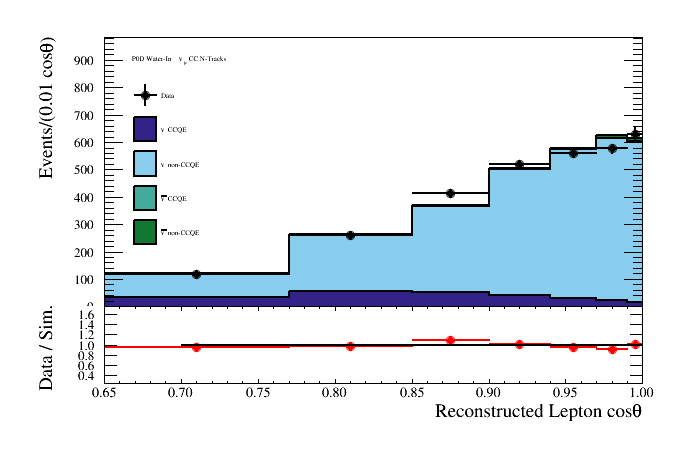 P0D Water-In ν_μ CC N-Tracks
Data
ν CCQE
ν non-CCQE
ν̅ CCQE
ν̅ non-CCQE
Events/(0.01 cosθ)
900
800
700
600
500
400
300
200
100
0
Data / Sim.
1.6
1.4
1.2
1.0
0.8
0.6
0.4
0.65 0.70 0.75 0.80 0.85 0.90 0.95 1.00
Reconstructed Lepton cosθ